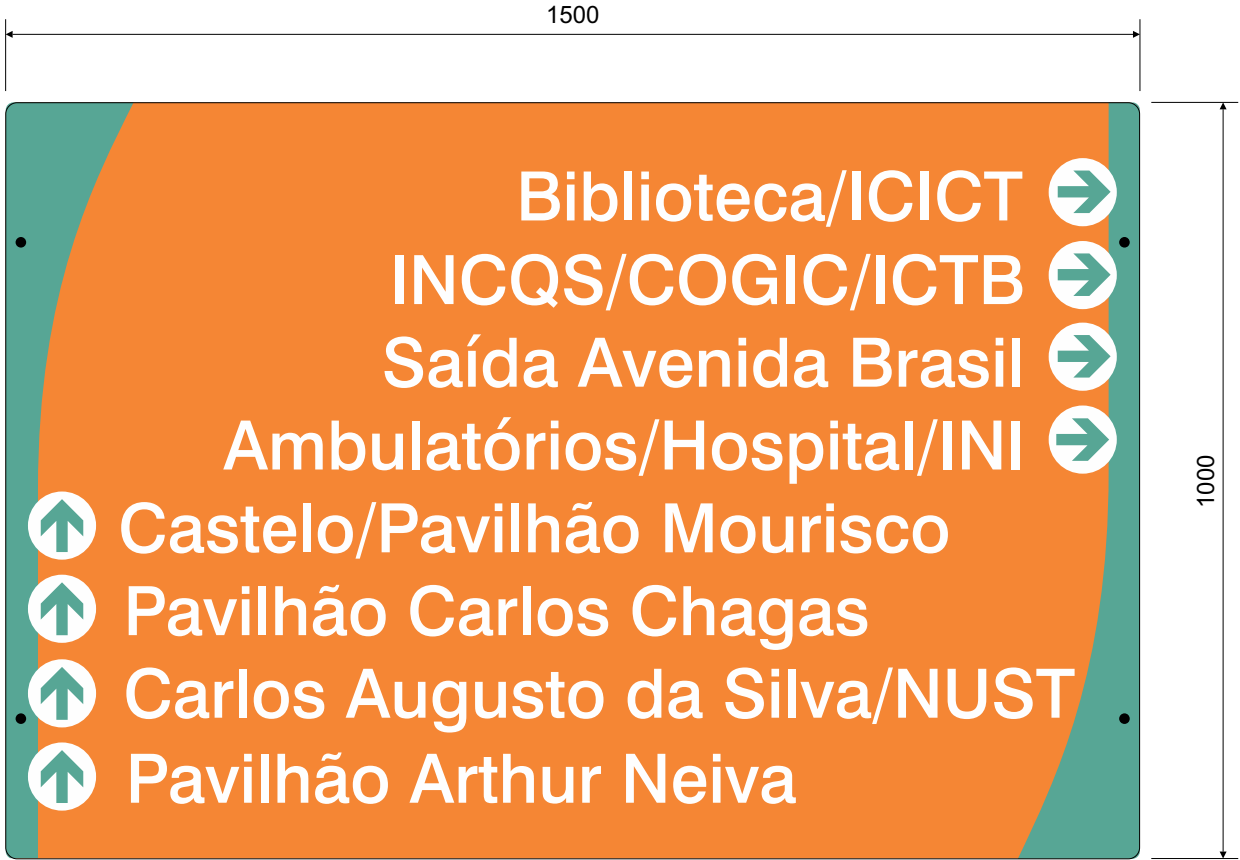 1500
Biblioteca/ICICT
INCQS/COGIC/ICTB
Saída Avenida Brasil
Ambulatórios/Hospital/INI
1000
Castelo/Pavilhão Mourisco
Pavilhão Carlos Chagas
Carlos Augusto da Silva/NUST
Pavilhão Arthur Neiva